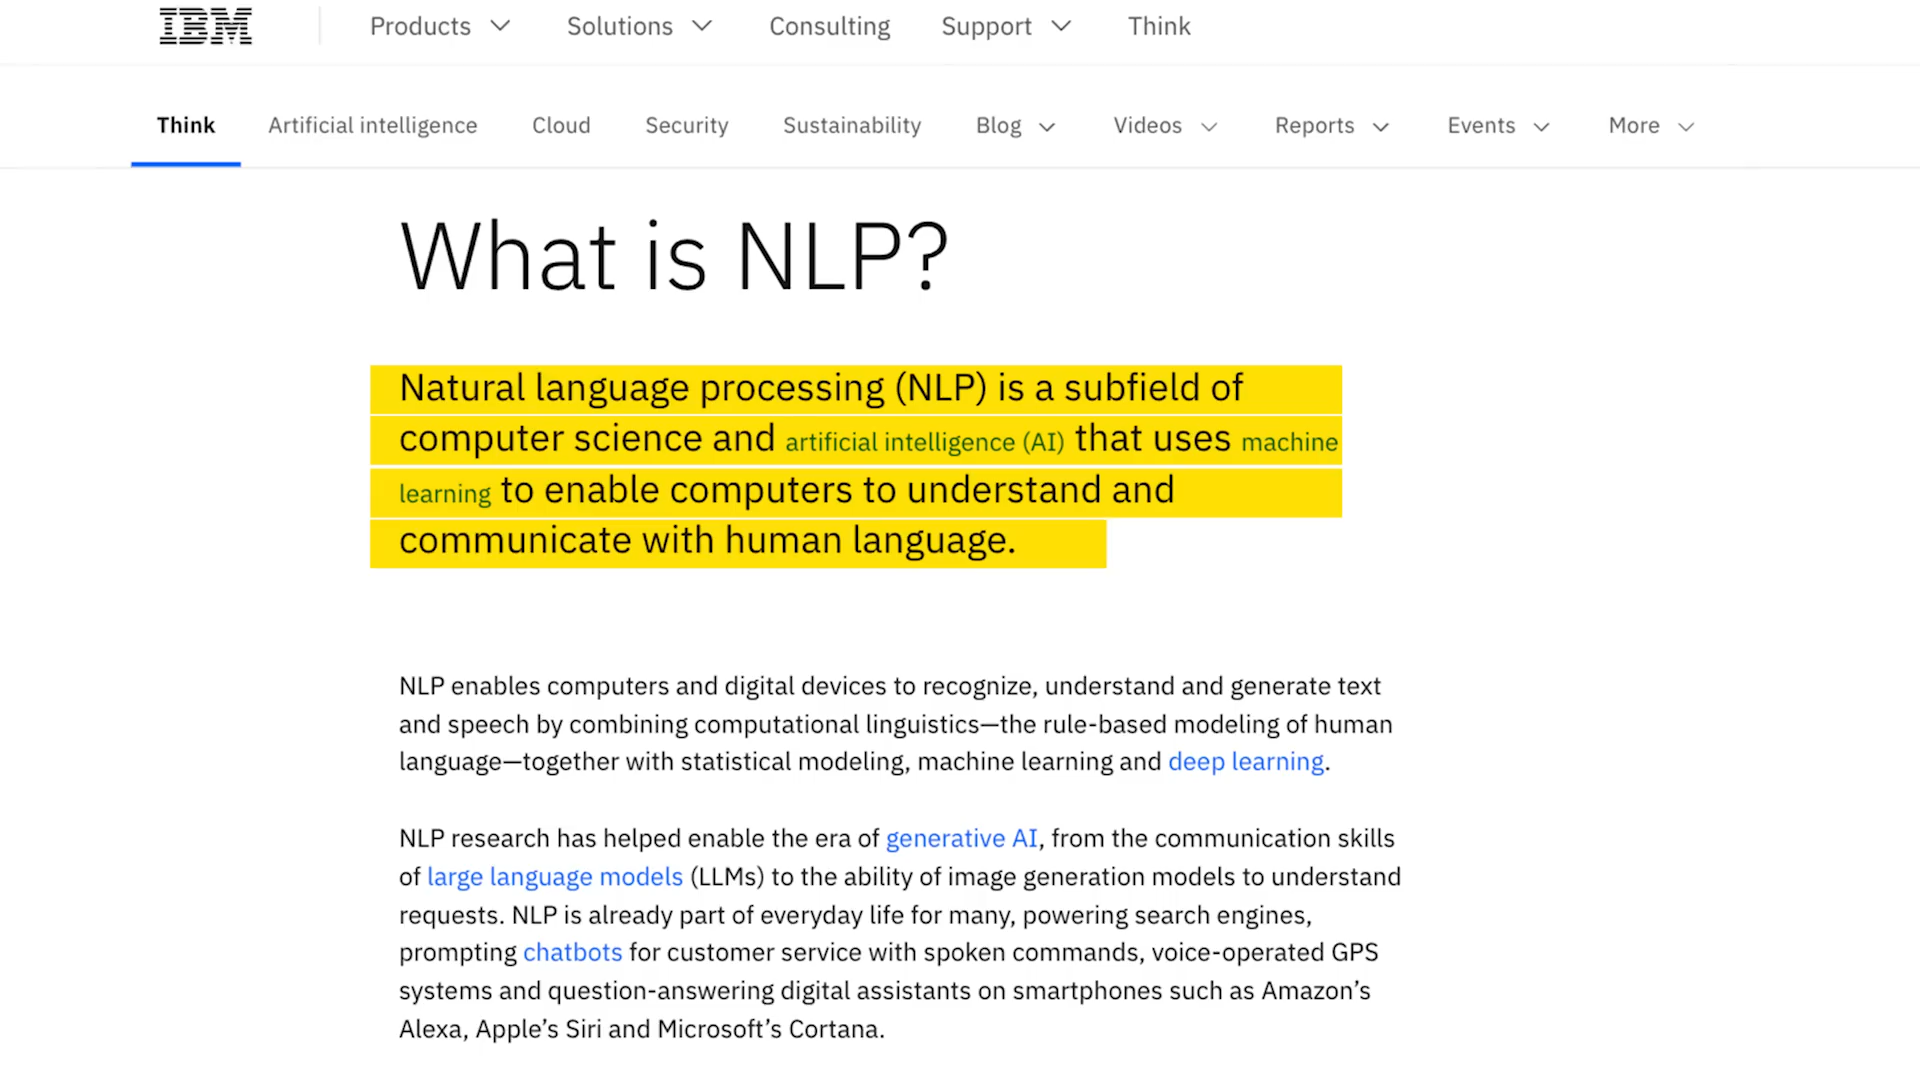 IBM
Products Solutions Consulting Support Think
Think Artificial intelligence Cloud Security Sustainability Blog Videos Reports Events More
What is NLP?
Natural language processing (NLP) is a subfield of
computer science and artificial intelligence (AI) that uses machine
learning to enable computers to understand and
communicate with human language.
NLP enables computers and digital devices to recognize, understand and generate text
and speech by combining computational linguistics—the rule-based modeling of human
language—together with statistical modeling, machine learning and deep learning.
NLP research has helped enable the era of generative AI, from the communication skills
of large language models (LLMs) to the ability of image generation models to understand
requests. NLP is already part of everyday life for many, powering search engines,
prompting chatbots for customer service with spoken commands, voice-operated GPS
systems and question-answering digital assistants on smartphones such as Amazon’s
Alexa, Apple’s Siri and Microsoft’s Cortana.